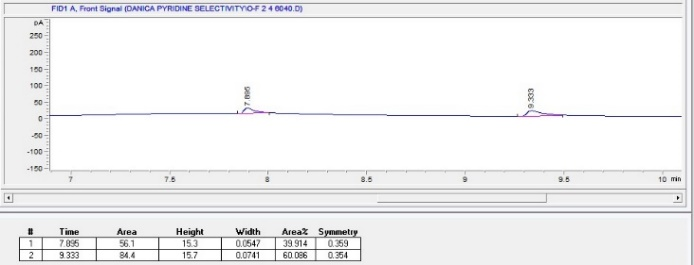 FID1 A, Front Signal (DANICA PYRIDINE SELECTIVITY\O-F 2 4 6040.D)
pA
250
200
150
100
50
0
-50
-100
-150
7.895
9.333
7 7.5 8 8.5 9 9.5 10 min
# Time Area Height Width Area% Symmetry
1 7.895 56.1 15.3 0.0547 39.914 0.359
2 9.333 84.4 15.7 0.0741 60.086 0.354